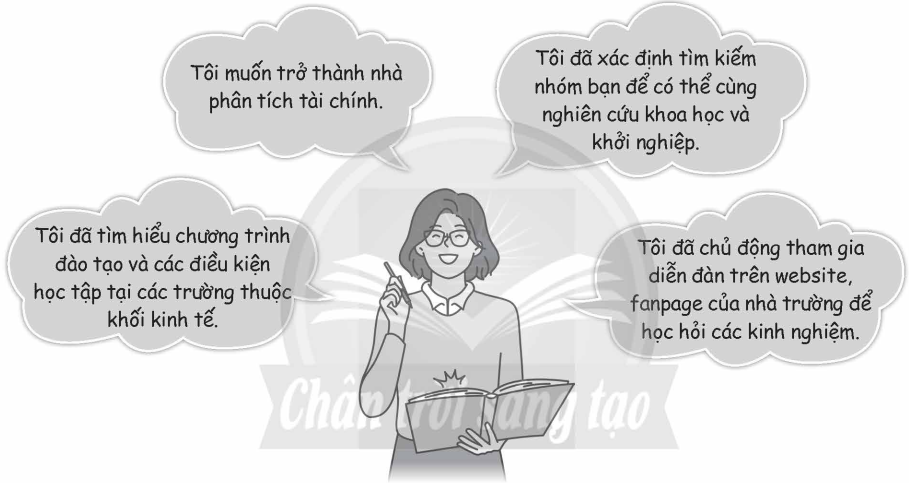 Tôi muốn trở thành nhà
phân tích tài chính.
Tôi đã xác định tìm kiếm
nhóm bạn để có thể cùng
nghiên cứu khoa học và
khởi nghiệp.
Tôi đã tìm hiểu chương trình
đào tạo và các điều kiện
học tập tại các trường thuộc
khối kinh tế.
Tôi đã chủ động tham gia
diễn đàn trên website,
fanpage của nhà trường để
học hỏi các kinh nghiệm.
Chân trời sáng tạo